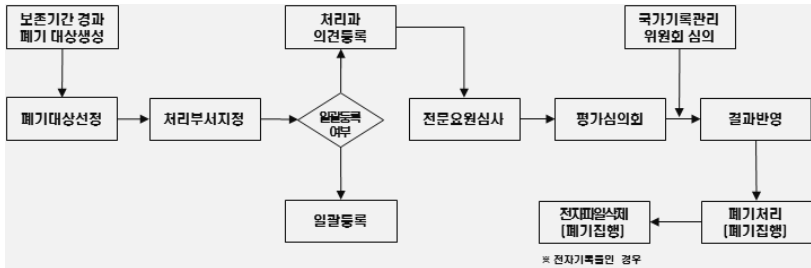 보존기간 경과
폐기 대상생성
처리과
의견등록
국가기록관리
위원회 심의
폐기대상선정
처리부서지정
일괄등록
여부
전문요원심사
평가심의회
결과반영
일괄등록
전자파일삭제
[폐기집행]
폐기처리
[폐기집행]
※ 전자기록물인 경우